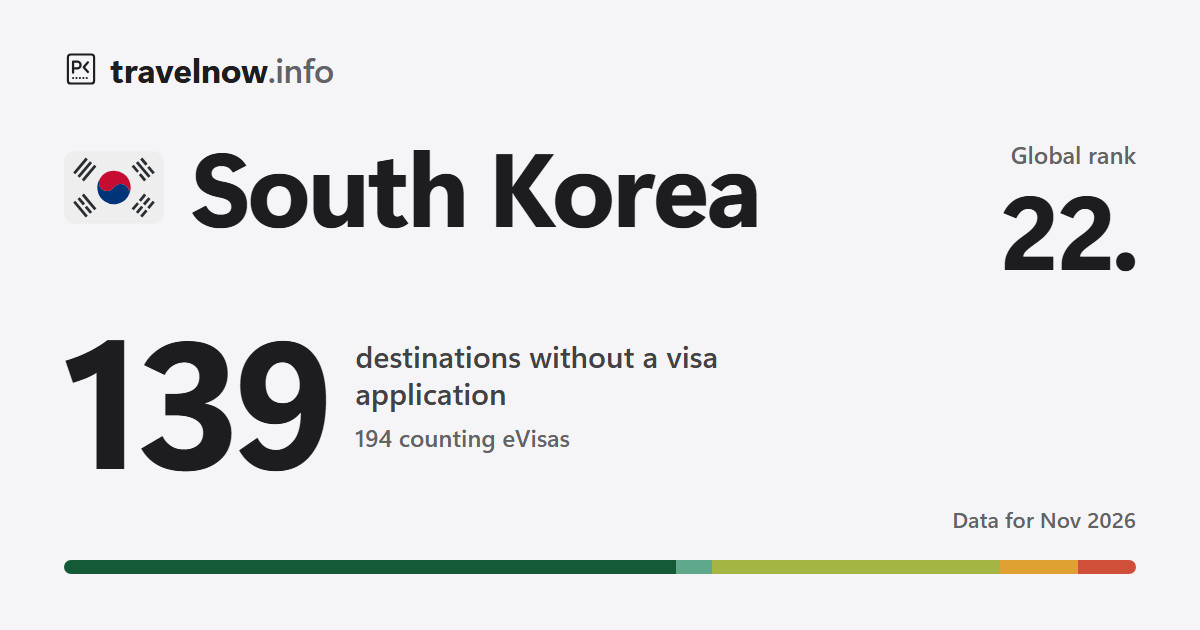 travelnow.info
South Korea
Global rank
22.
139
destinations without a visa
application
194 counting eVisas
Data for Nov 2026